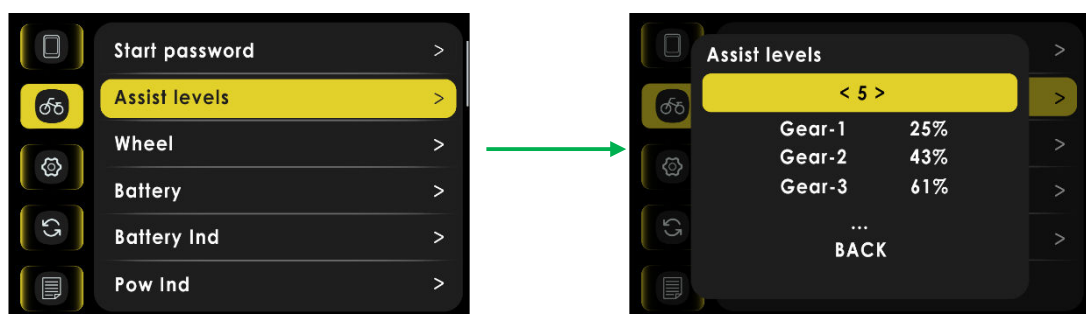 Start password >
Assist levels >
Wheel >
Battery >
Battery Ind >
Pow Ind >
Assist levels
< 5 >
Gear-1 25%
Gear-2 43%
Gear-3 61%
...
BACK
>
>
>
>
>